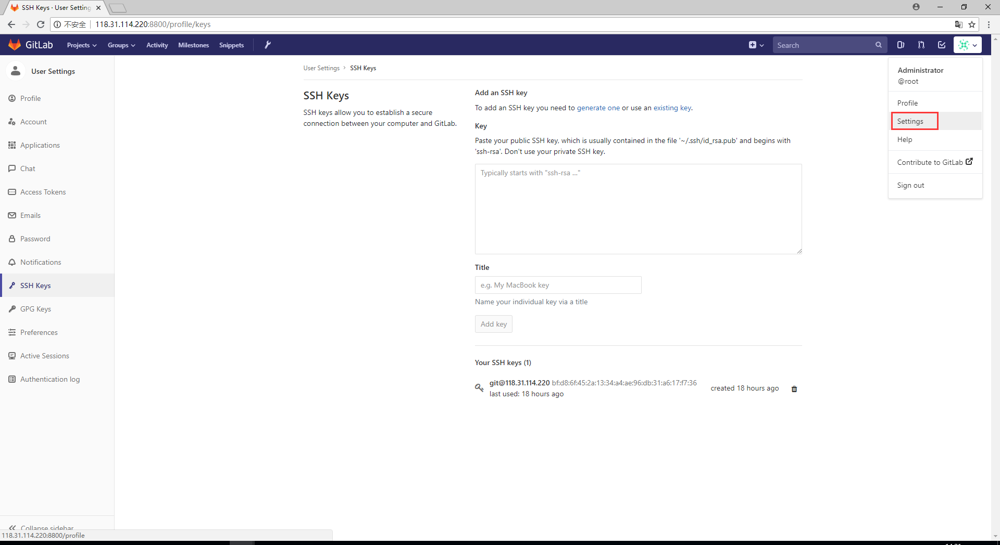 SSH Keys · User Setting
不安全 118.31.114.220:8800/profile/keys
GitLab Projects Groups Activity Milestones Snippets Search
User Settings
Profile
Account
Applications
Chat
Access Tokens
Emails
Password
Notifications
SSH Keys
GPG Keys
Preferences
Active Sessions
Authentication log
Collapse sidebar
118.31.114.220:8800/profile
User Settings > SSH Keys
SSH Keys
SSH keys allow you to establish a secure
connection between your computer and GitLab.
Add an SSH key
To add an SSH key you need to generate one or use an existing key.
Key
Paste your public SSH key, which is usually contained in the file '~/.ssh/id_rsa.pub' and begins with
'ssh-rsa'. Don't use your private SSH key.
Typically starts with "ssh-rsa ..."
Title
e.g. My MacBook key
Name your individual key via a title
Add key
Your SSH keys (1)
git@118.31.114.220 bf:d8:6f:45:2a:13:34:a4:ae:96:db:31:a6:17:f7:36
last used: 18 hours ago
created 18 hours ago
Administrator
@root
Profile
Settings
Help
Contribute to GitLab
Sign out